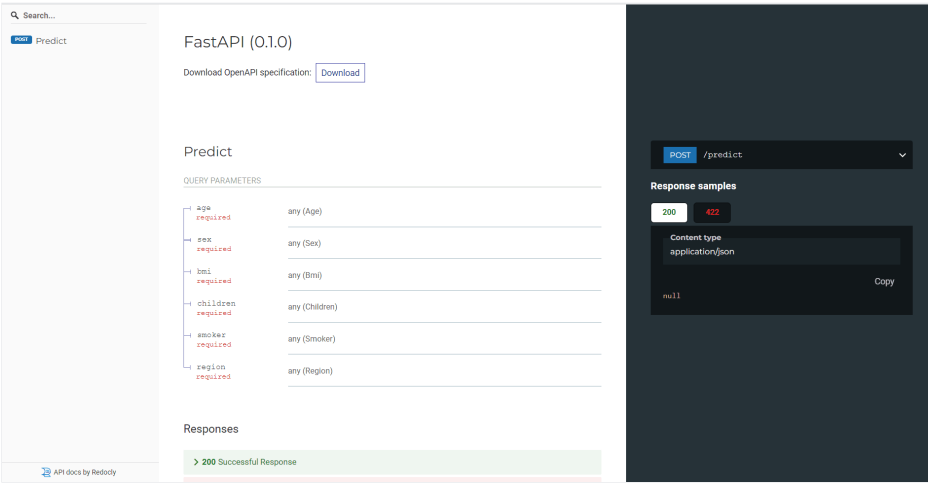 Search...
POST Predict
FastAPI (0.1.0)
Download OpenAPI specification: Download
Predict
QUERY PARAMETERS
age
required
any (Age)
sex
required
any (Sex)
bmi
required
any (Bmi)
children
required
any (Children)
smoker
required
any (Smoker)
region
required
any (Region)
Responses
200 Successful Response
API docs by Redocly
POST /predict
Response samples
200 422
Content type
application/json
Copy
null